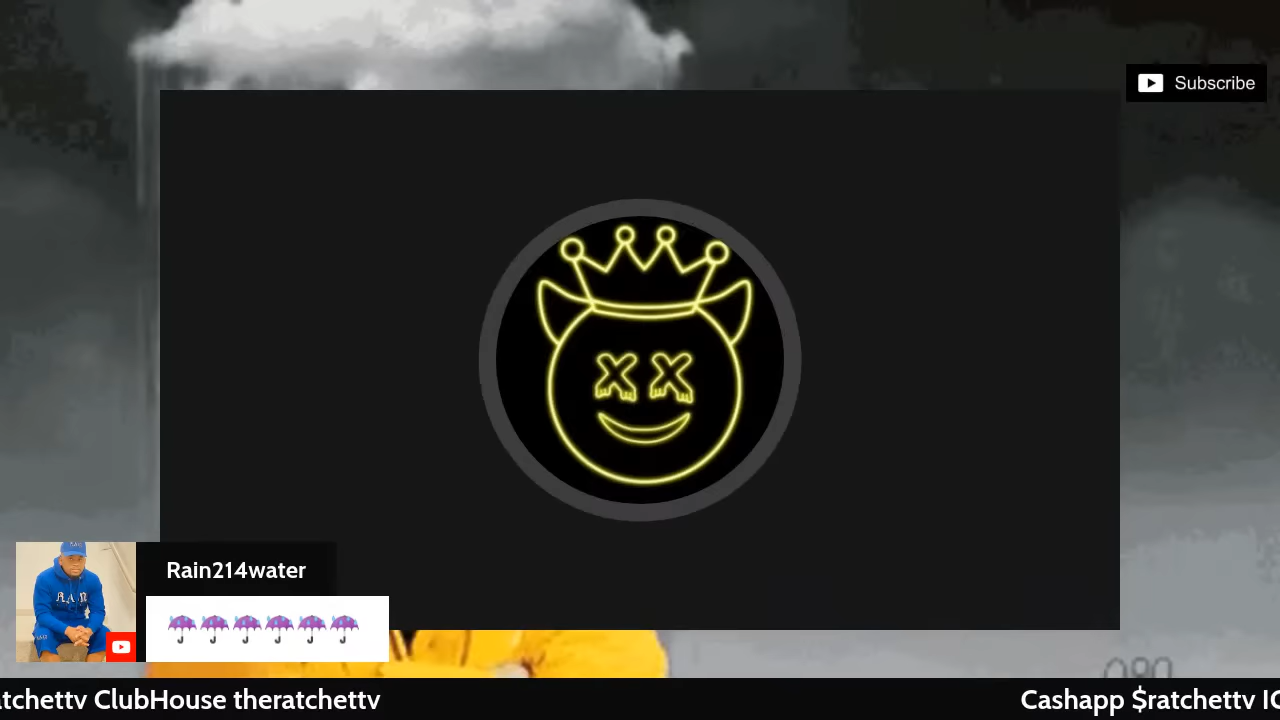 Subscribe
Rain214water
☔☔☔☔☔☔
tchettv ClubHouse theratchettv
Cashapp $ratchettv